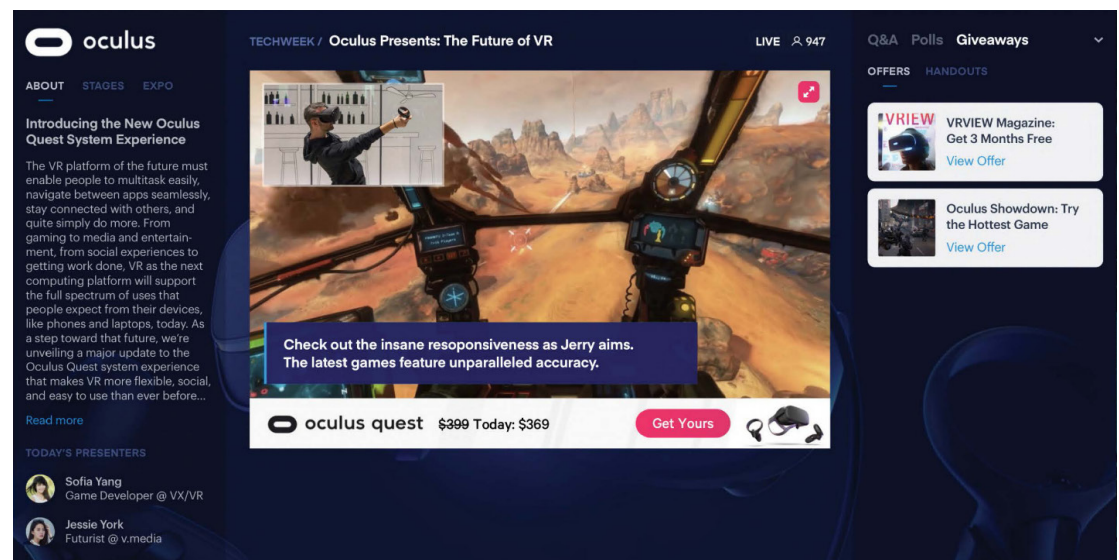 oculus
ABOUT STAGES EXPO
Introducing the New Oculus
Quest System Experience
The VR platform of the future must
enable people to multitask easily,
navigate between apps seamlessly,
stay connected with others, and
quite simply do more. From
gaming to media and entertain-
ment, from social experiences to
getting work done, VR as the next
computing platform will support
the full spectrum of uses that
people expect from their devices,
like phones and laptops, today. As
a step toward that future, we're
unveiling a major update to the
Oculus Quest system experience
that makes VR more flexible, social,
and easy to use than ever before...
Read more
TODAY'S PRESENTERS
Sofia Yang
Game Developer @ VX/VR
Jessie York
Futurist @ v.media
TECHWEEK / Oculus Presents: The Future of VR
LIVE 947
Check out the insane resoponsiveness as Jerry aims.
The latest games feature unparalleled accuracy.
oculus quest $399 Today: $369
Get Yours
Q&A Polls Giveaways
OFFERS HANDOUTS
VRIEW
VRVIEW Magazine:
Get 3 Months Free
View Offer
Oculus Showdown: Try
the Hottest Game
View Offer